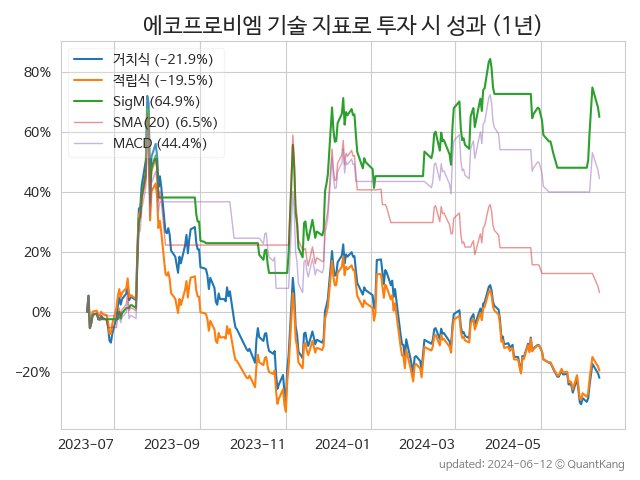 에코프로비엠 기술 지표로 투자 시 성과 (1년)
거치식 (−21.9%)
적립식 (−19.5%)
SigM (64.9%)
SMA(20) (6.5%)
MACD (44.4%)
80%
60%
40%
20%
0%
−20%
2023−07 2023−09 2023−11 2024−01 2024−03 2024−05
updated: 2024−06−12 © QuantKang